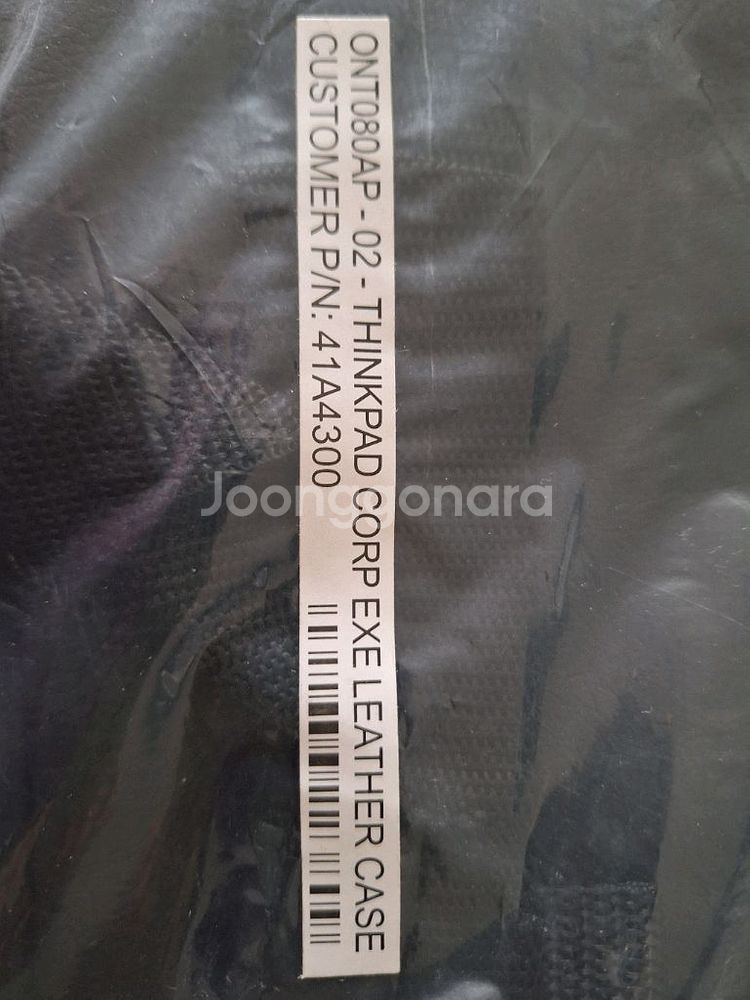 ONT080AP - 02 - THINKPAD CORP EXE LEATHER CASE
CUSTOMER P/N: 41A4300
Joonggonara